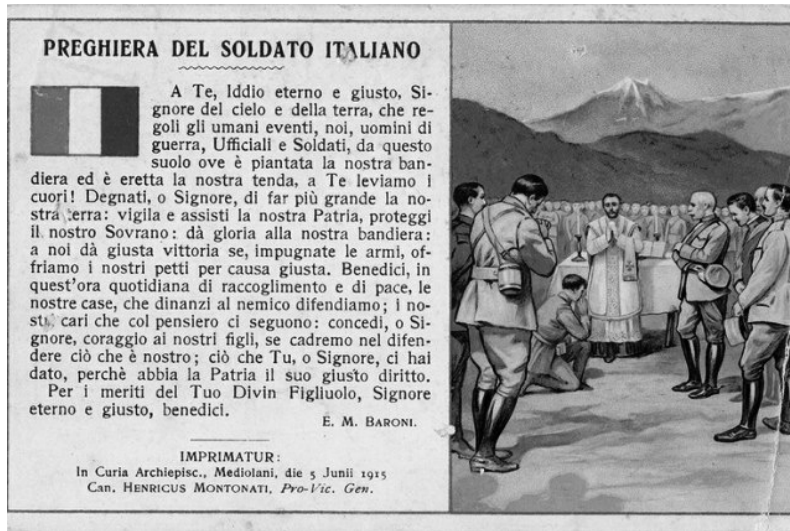 PREGHIERA DEL SOLDATO ITALIANO
A Te, Iddio eterno e giusto, Si-
gnore del cielo e della terra, che re-
goli gli umani eventi, noi, uomini di
guerra, Ufficiali e Soldati, da questo
suolo ove è piantata la nostra ban-
diera ed è eretta la nostra tenda, a Te leviamo i
cuori! Degnati, o Signore, di far più grande la no-
stra terra: vigila e assisti la nostra Patria, proteggi
il nostro Sovrano: dà gloria alla nostra bandiera:
a noi dà giusta vittoria se, impugnate le armi, of-
friamo i nostri petti per causa giusta. Benedici, in
quest'ora quotidiana di raccoglimento e di pace, le
nostre case, che dinanzi al nemico difendiamo; i no-
stri cari che col pensiero ci seguono: concedi, o Si-
gnore, coraggio ai nostri figli, se cadremo nel difen-
dere ciò che è nostro; ciò che Tu, o Signore, ci hai
dato, perchè abbia la Patria il suo giusto diritto.
Per i meriti del Tuo Divin Figliuolo, Signore
eterno e giusto, benedici.
E. M. BARONI.
IMPRIMATUR:
In Curia Archiepisc., Mediolani, die 5 Junii 1915
Can. HENRICUS MONTONATI, Pro-Vic. Gen.